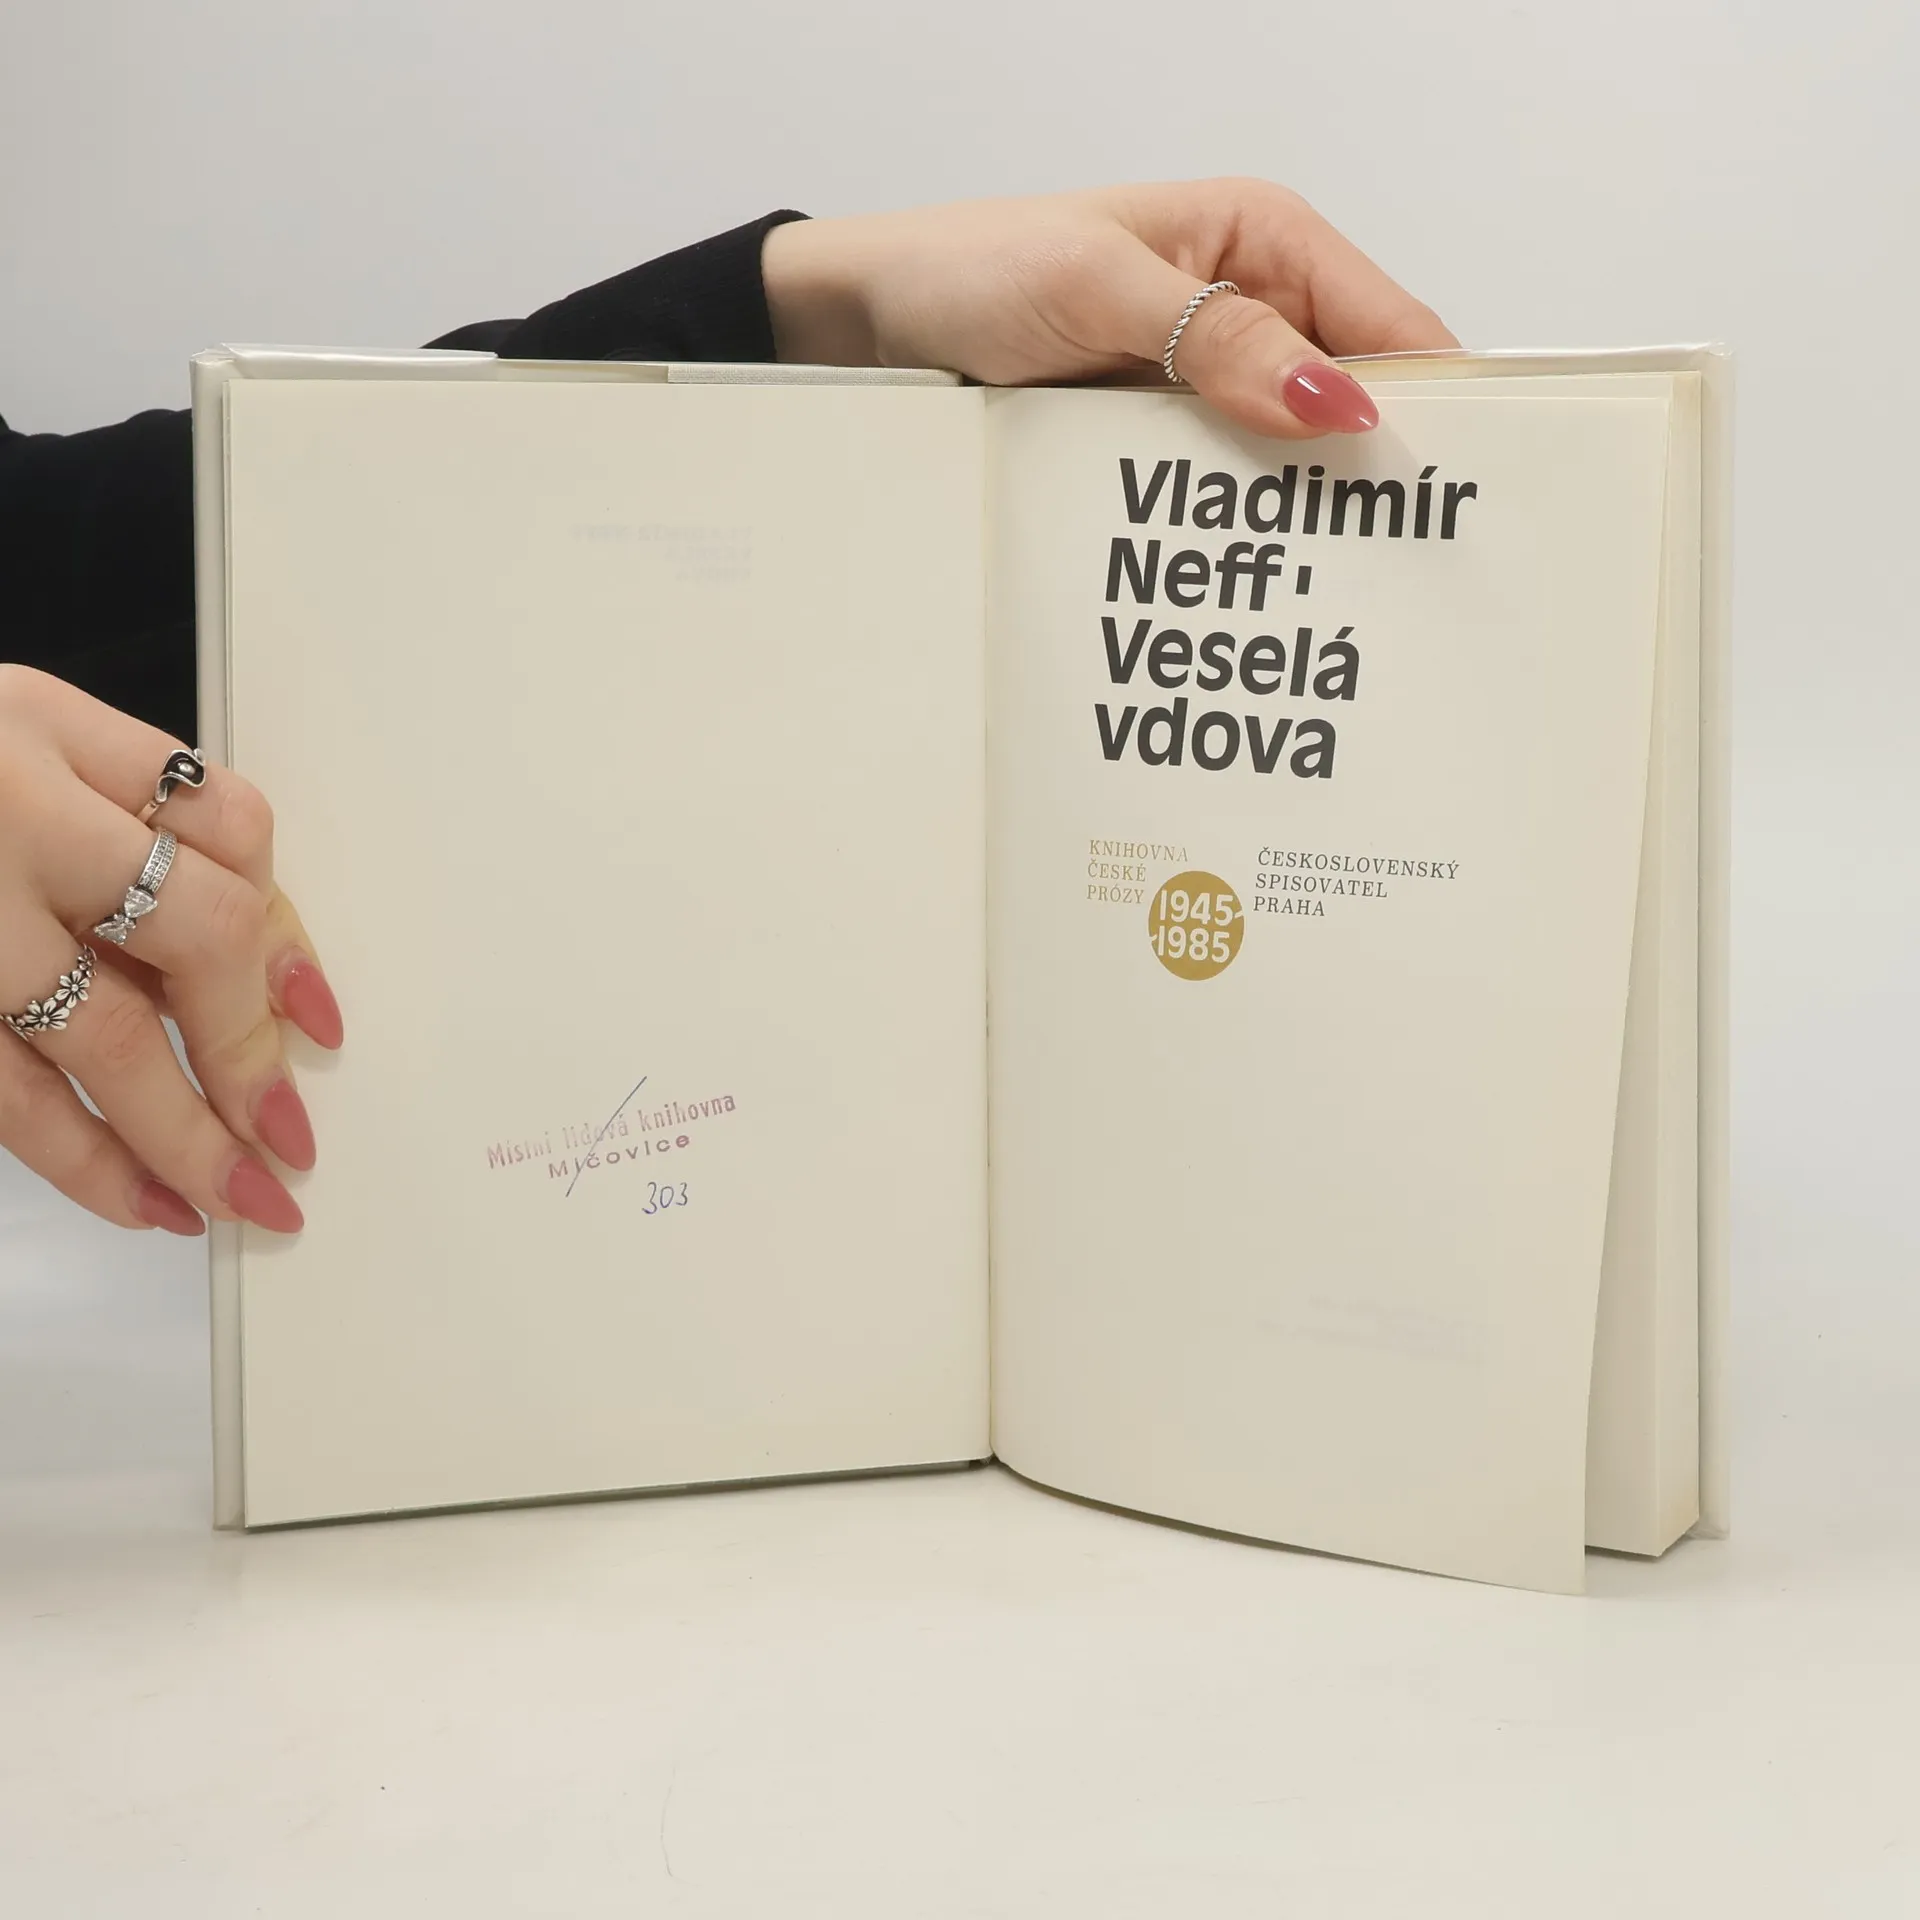 Místní lidová knihovna
Mičovice
303
Vladimír
Neff ·
Veselá
vdova
KNIHOVNA
ČESKÉ
PRÓZY
1945-
-1985
ČESKOSLOVENSKÝ
SPISOVATEL
PRAHA